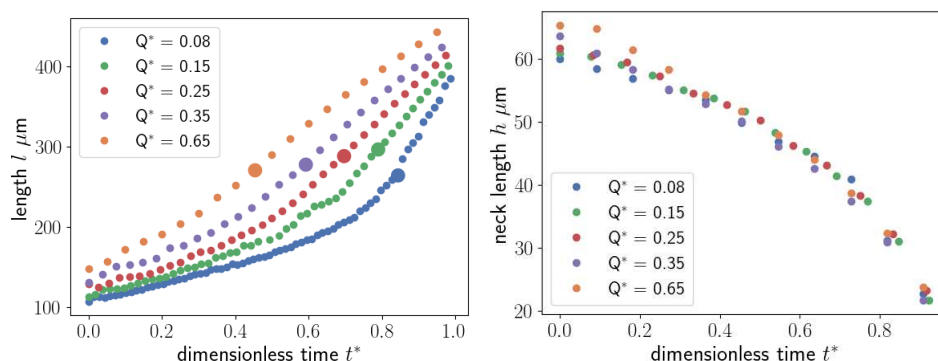 Q* = 0.08
Q* = 0.15
Q* = 0.25
Q* = 0.35
Q* = 0.65
400
300
200
100
length l μm
0.0 0.2 0.4 0.6 0.8 1.0
dimensionless time t*
60
50
40
30
20
neck length h μm
Q* = 0.08
Q* = 0.15
Q* = 0.25
Q* = 0.35
Q* = 0.65
0.0 0.2 0.4 0.6 0.8
dimensionless time t*